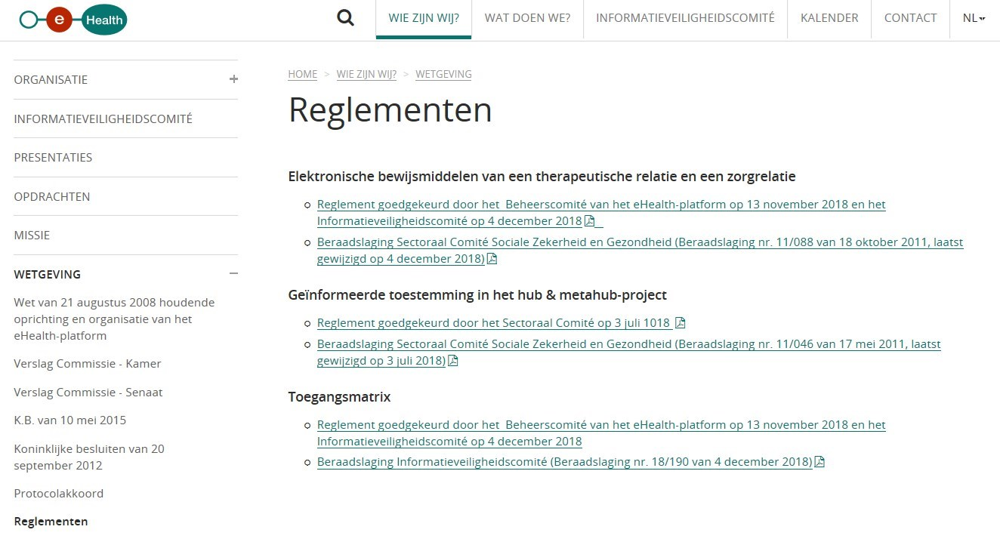 e Health
WIE ZIJN WIJ?
WAT DOEN WE?
INFORMATIEVEILIGHEIDSCOMITÉ
KALENDER
CONTACT
NL
ORGANISATIE
INFORMATIEVEILIGHEIDSCOMITÉ
PRESENTATIES
OPDRACHTEN
MISSIE
WETGEVING
Wet van 21 augustus 2008 houdende
oprichting en organisatie van het
eHealth-platform
Verslag Commissie - Kamer
Verslag Commissie - Senaat
K.B. van 10 mei 2015
Koninklijke besluiten van 20
september 2012
Protocolakkoord
Reglementen
HOME > WIE ZIJN WIJ? > WETGEVING
Reglementen
Elektronische bewijsmiddelen van een therapeutische relatie en een zorgrelatie
Reglement goedgekeurd door het  Beheerscomité van het eHealth-platform op 13 november 2018 en het
Informatieveiligheidscomité op 4 december 2018
Beraadslaging Sectoraal Comité Sociale Zekerheid en Gezondheid (Beraadslaging nr. 11/088 van 18 oktober 2011, laatst
gewijzigd op 4 december 2018)
Geïnformeerde toestemming in het hub & metahub-project
Reglement goedgekeurd door het Sectoraal Comité op 3 juli 1018
Beraadslaging Sectoraal Comité Sociale Zekerheid en Gezondheid (Beraadslaging nr. 11/046 van 17 mei 2011, laatst
gewijzigd op 3 juli 2018)
Toegangsmatrix
Reglement goedgekeurd door het  Beheerscomité van het eHealth-platform op 13 november 2018 en het
Informatieveiligheidscomité op 4 december 2018
Beraadslaging Informatieveiligheidscomité (Beraadslaging nr. 18/190 van 4 december 2018)